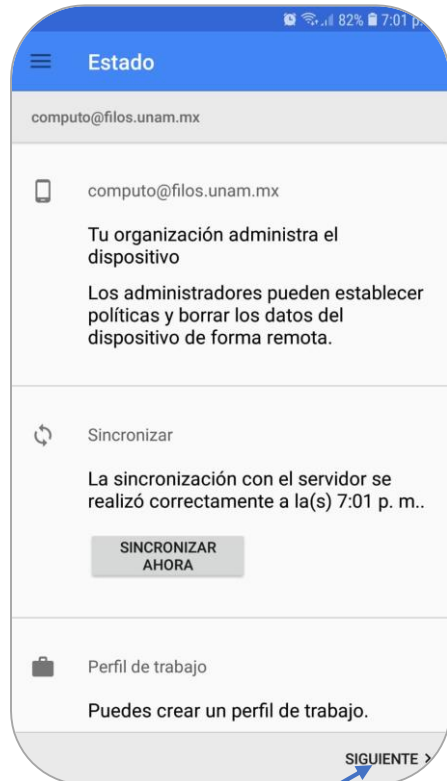 82% 7:01 p.
Estado
computo@filos.unam.mx
computo@filos.unam.mx
Tu organización administra el
dispositivo
Los administradores pueden establecer
políticas y borrar los datos del
dispositivo de forma remota.
Sincronizar
La sincronización con el servidor se
realizó correctamente a la(s) 7:01 p. m..
SINCRONIZAR
AHORA
Perfil de trabajo
Puedes crear un perfil de trabajo.
SIGUIENTE >